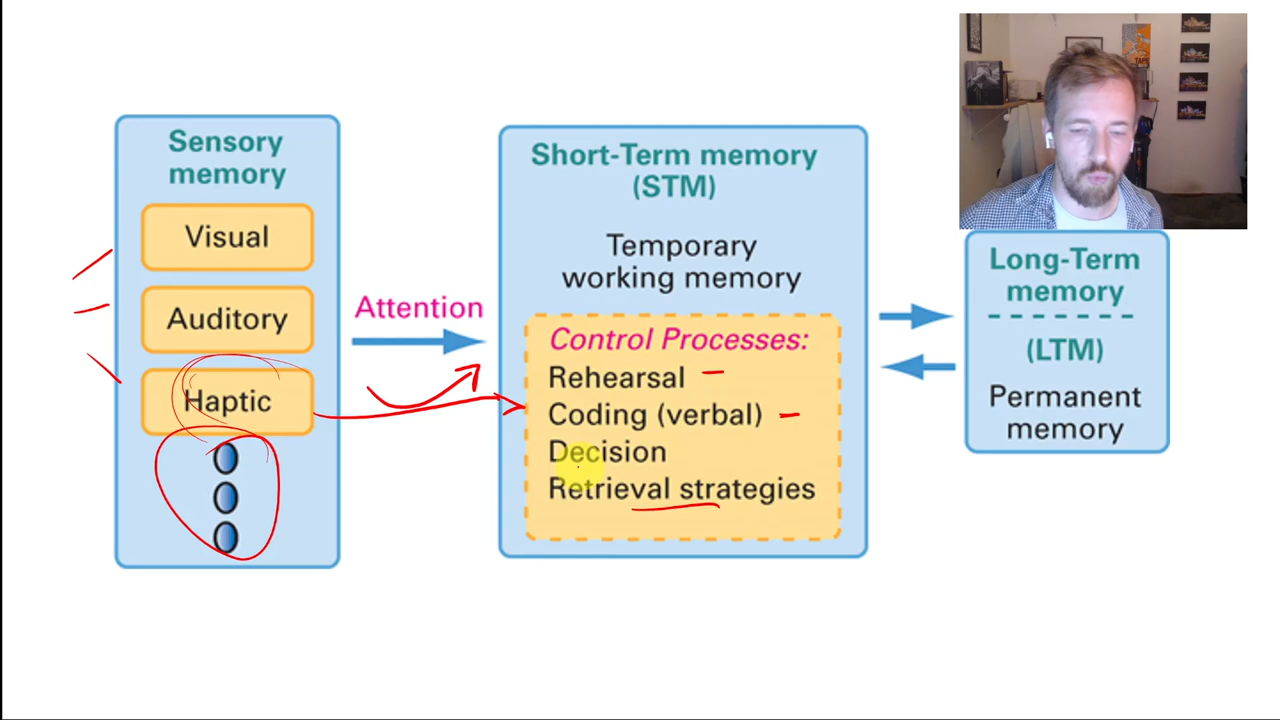 Sensory
memory
Visual
Auditory
Haptic
Attention
Short-Term memory
(STM)
Temporary
working memory
Control Processes:
Rehearsal
Coding (verbal)
Decision
Retrieval strategies
Long-Term
memory
(LTM)
Permanent
memory
TAPE